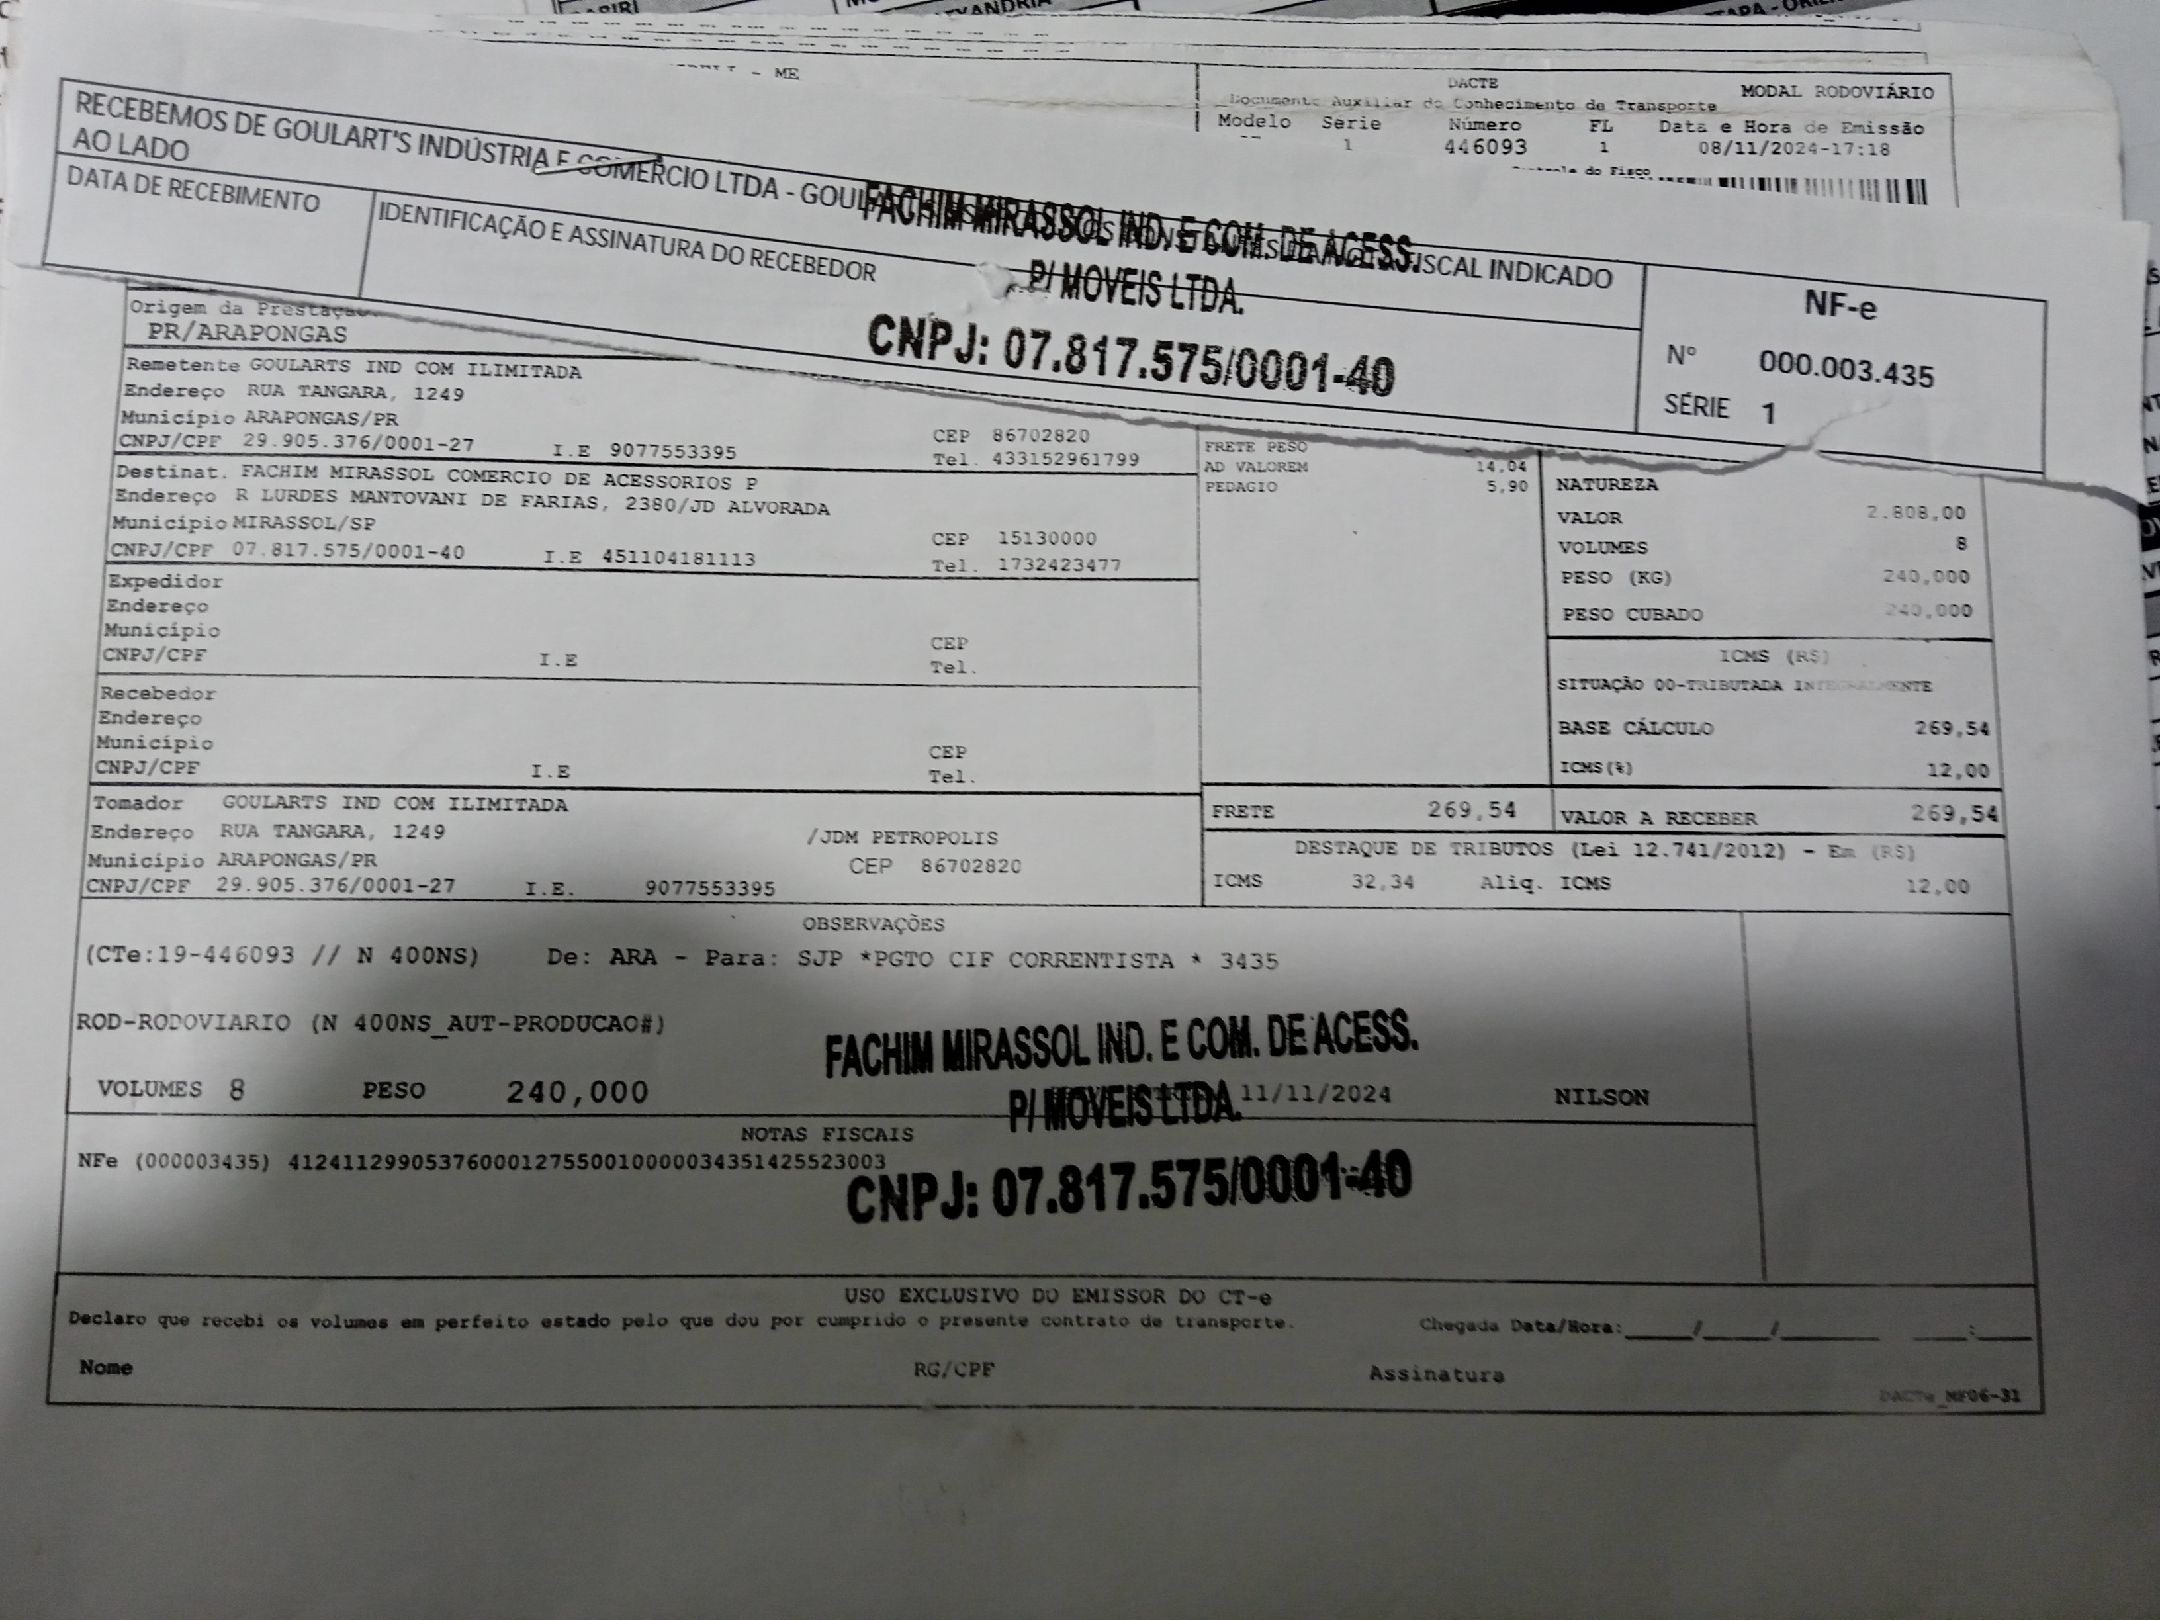 - ME
DACTE
MODAL RODOVIÁRIO
Documento Auxiliar do Conhecimento de Transporte
Modelo Serie Número FL Data e Hora de Emissão
1 446093 1 08/11/2024-17:18
do Fisco
RECEBEMOS DE GOULART'S INDÚSTRIA E COMERCIO LTDA - FISCAL INDICADO
AO LADO
DATA DE RECEBIMENTO
IDENTIFICAÇÃO E ASSINATURA DO RECEBEDOR
FACHIM MIRASSOL IND. E COM. DE ACESS.
P/ MOVEIS LTDA.
CNPJ: 07.817.575/0001-40
NF-e
Nº 000.003.435
SÉRIE 1
Origem da Prestação
PR/ARAPONGAS
Remetente GOULARTS IND COM ILIMITADA
Endereço RUA TANGARA, 1249
Município ARAPONGAS/PR
CEP 86702820
CNPJ/CPF 29.905.376/0001-27 I.E 9077553395 Tel. 433152961799
Destinat. FACHIM MIRASSOL COMERCIO DE ACESSORIOS P
Endereço R LURDES MANTOVANI DE FARIAS, 2380/JD ALVORADA
Município MIRASSOL/SP CEP 15130000
CNPJ/CPF 07.817.575/0001-40 I.E 451104181113 Tel. 1732423477
Expedidor
Endereço
Município CEP
CNPJ/CPF I.E Tel.
Recebedor
Endereço
Município CEP
CNPJ/CPF I.E Tel.
Tomador GOULARTS IND COM ILIMITADA
Endereço RUA TANGARA, 1249 /JDM PETROPOLIS
Município ARAPONGAS/PR CEP 86702820
CNPJ/CPF 29.905.376/0001-27 I.E. 9077553395
FRETE PESO
AD VALOREM 14,04
PEDAGIO 5,90
NATUREZA
VALOR 2.808,00
VOLUMES 8
PESO (KG) 240,000
PESO CUBADO 240,000
ICMS (R$)
SITUAÇÃO 00-TRIBUTADA INTEGRALMENTE
BASE CÁLCULO 269,54
ICMS(%) 12,00
FRETE 269,54 VALOR A RECEBER 269,54
DESTAQUE DE TRIBUTOS (Lei 12.741/2012) - Em (R$)
ICMS 32,34 Aliq. ICMS 12,00
OBSERVAÇÕES
(CTe:19-446093 // N 400NS) De: ARA - Para: SJP *PGTO CIF CORRENTISTA * 3435
ROD-RODOVIARIO (N 400NS_AUT-PRODUCAO#)
FACHIM MIRASSOL IND. E COM. DE ACESS.
VOLUMES 8 PESO 240,000 11/11/2024 NILSON
P/ MOVEIS LTDA.
NOTAS FISCAIS
NFe (000003435) 41241129905376000127550010000034351425523003
CNPJ: 07.817.575/0001-40
USO EXCLUSIVO DO EMISSOR DO CT-e
Declaro que recebi os volumes em perfeito estado pelo que dou por cumprido o presente contrato de transporte. Chegada Data/Hora:____/____/______ ___:___
Nome RG/CPF Assinatura
DACTe_MF06-31